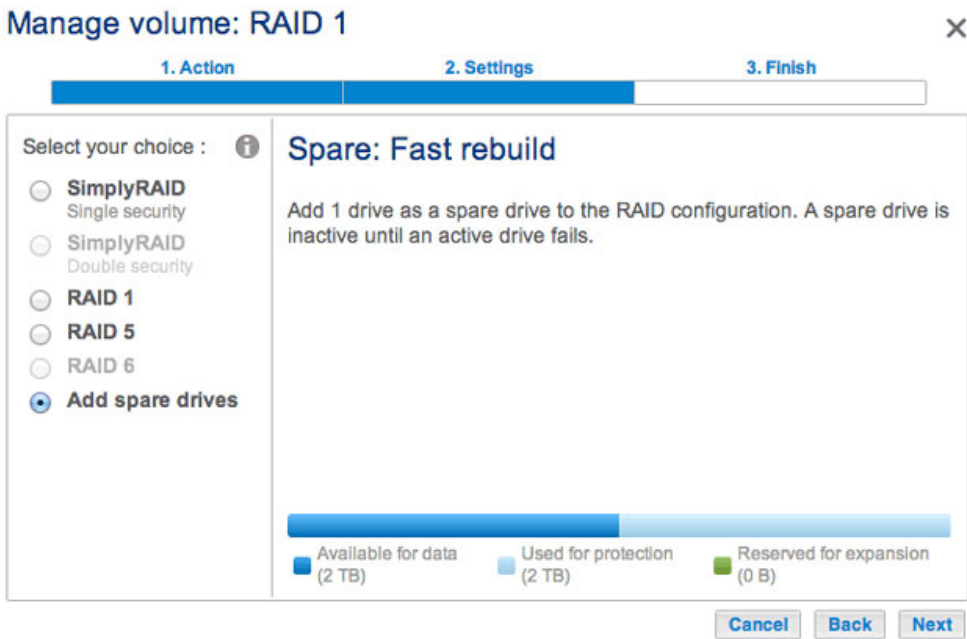 Manage volume: RAID 1
1. Action 2. Settings 3. Finish
Select your choice :
SimplyRAID
Single security
SimplyRAID
Double security
RAID 1
RAID 5
RAID 6
Add spare drives
Spare: Fast rebuild
Add 1 drive as a spare drive to the RAID configuration. A spare drive is
inactive until an active drive fails.
Available for data
(2 TB)
Used for protection
(2 TB)
Reserved for expansion
(0 B)
Cancel Back Next